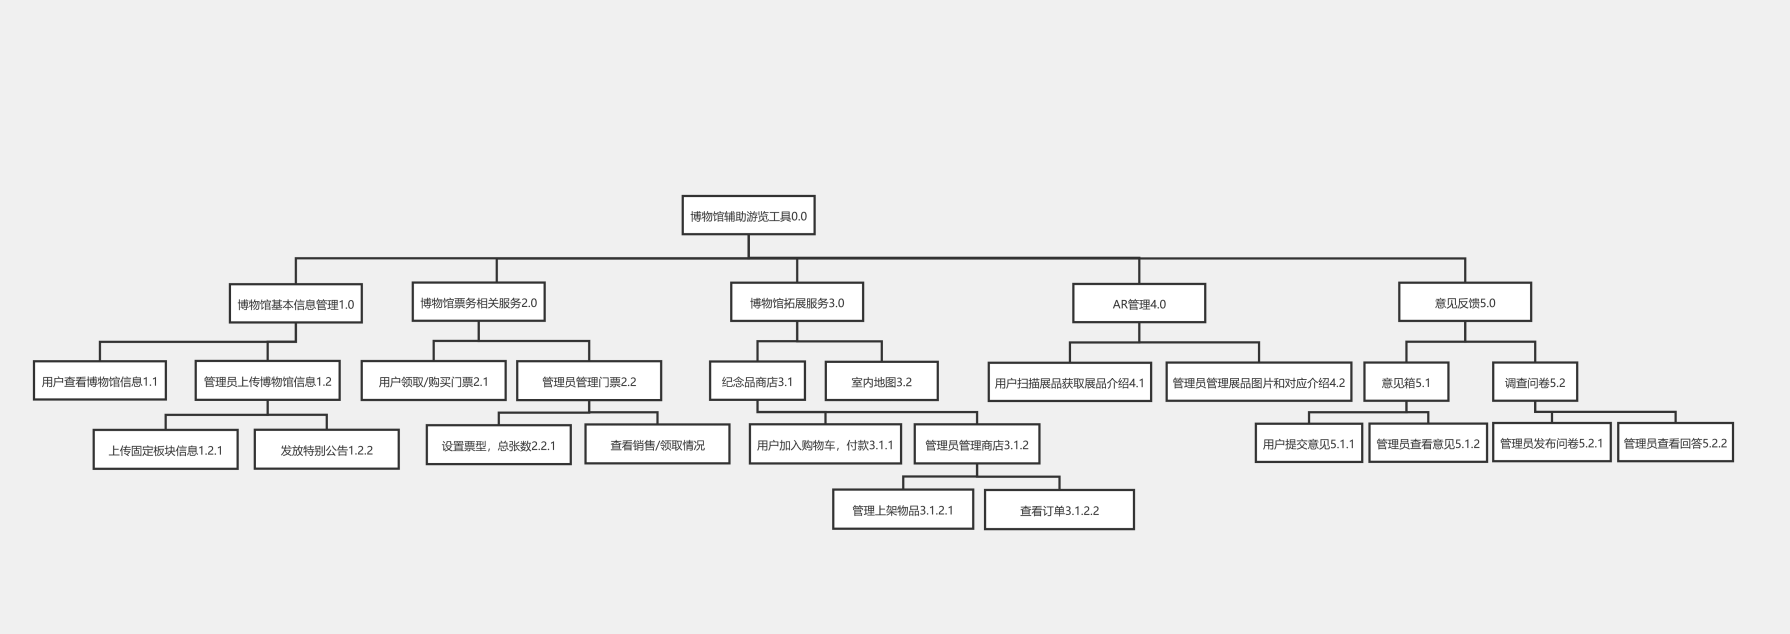 博物馆辅助游览工具0.0
博物馆基本信息管理1.0
博物馆票务相关服务2.0
博物馆拓展服务3.0
AR管理4.0
意见反馈5.0
用户查看博物馆信息1.1
管理员上传博物馆信息1.2
用户领取/购买门票2.1
管理员管理门票2.2
纪念品商店3.1
室内地图3.2
用户扫描展品获取展品介绍4.1
管理员管理展品图片和对应介绍4.2
意见箱5.1
调查问卷5.2
上传固定板块信息1.2.1
发放特别公告1.2.2
设置票型，总张数2.2.1
查看销售/领取情况
用户加入购物车，付款3.1.1
管理员管理商店3.1.2
用户提交意见5.1.1
管理员查看意见5.1.2
管理员发布问卷5.2.1
管理员查看回答5.2.2
管理上架物品3.1.2.1
查看订单3.1.2.2